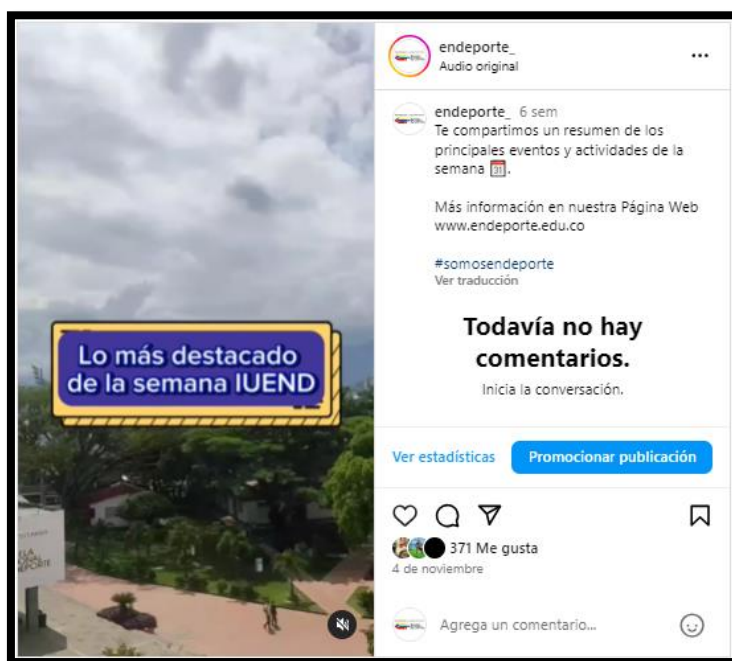 endeporte_
Audio original
endeporte_ 6 sem
Te compartimos un resumen de los
principales eventos y actividades de la
semana
Más información en nuestra Página Web
www.endeporte.edu.co
#somosendeporte
Ver traducción
Todavía no hay
comentarios.
Inicia la conversación.
Lo más destacado
de la semana IUEND
Ver estadísticas
Promocionar publicación
371 Me gusta
4 de noviembre
Agrega un comentario...